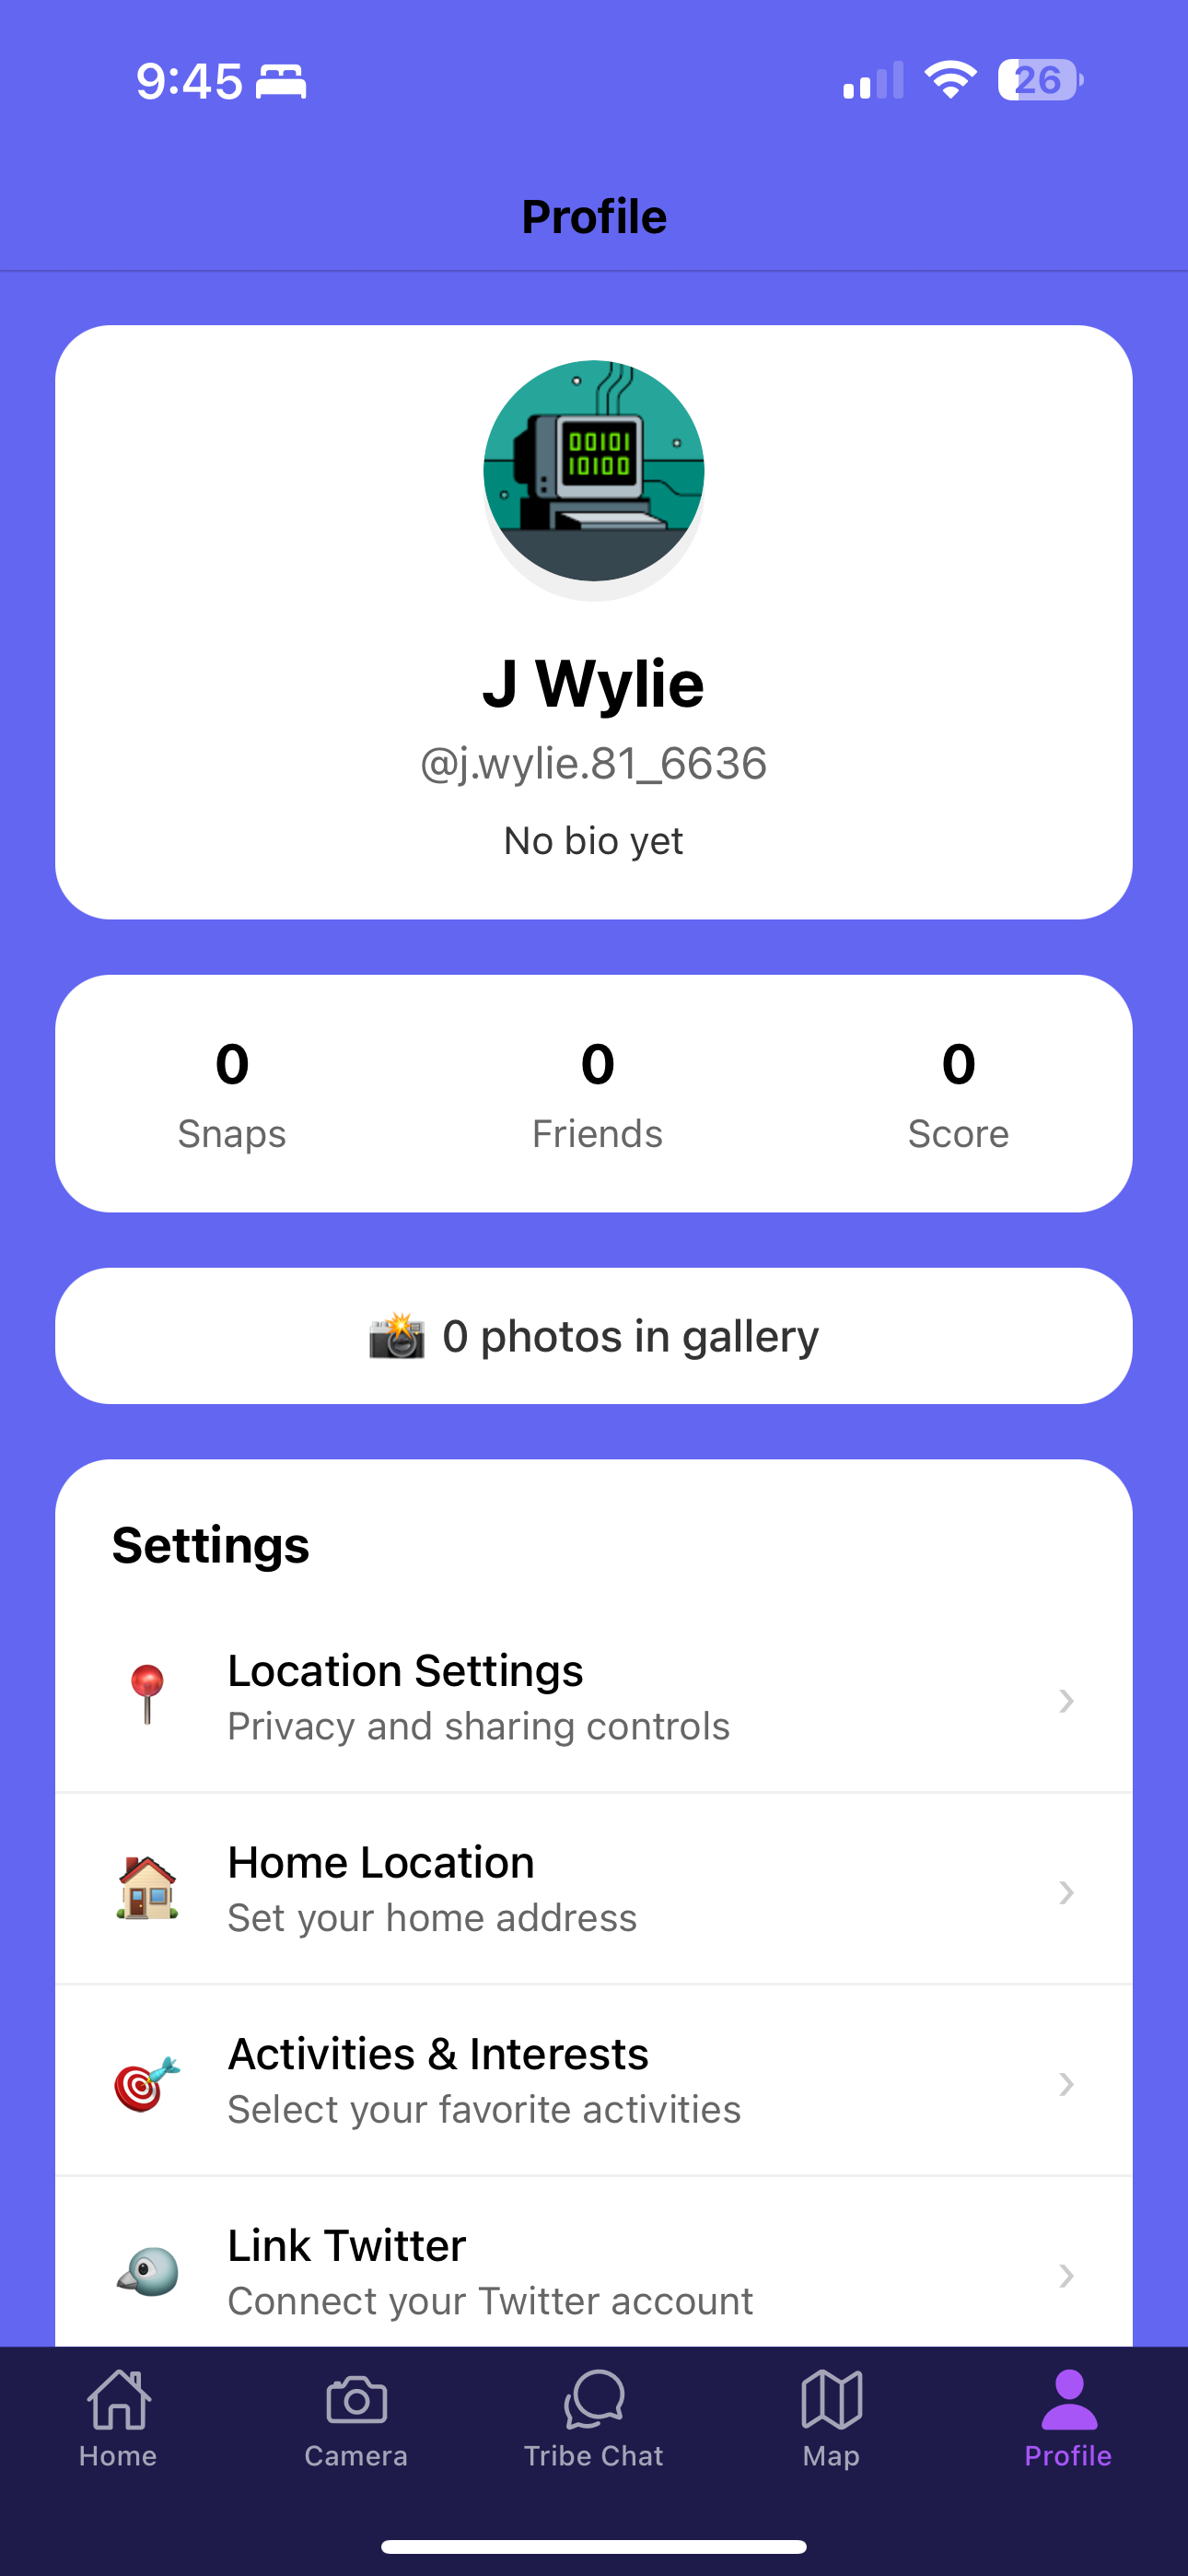 9:45
26
Profile
00101
10100
J Wylie
@j.wylie.81_6636
No bio yet
0 0 0
Snaps Friends Score
📸 0 photos in gallery
Settings
Location Settings
Privacy and sharing controls
Home Location
Set your home address
Activities & Interests
Select your favorite activities
Link Twitter
Connect your Twitter account
Home Camera Tribe Chat Map Profile